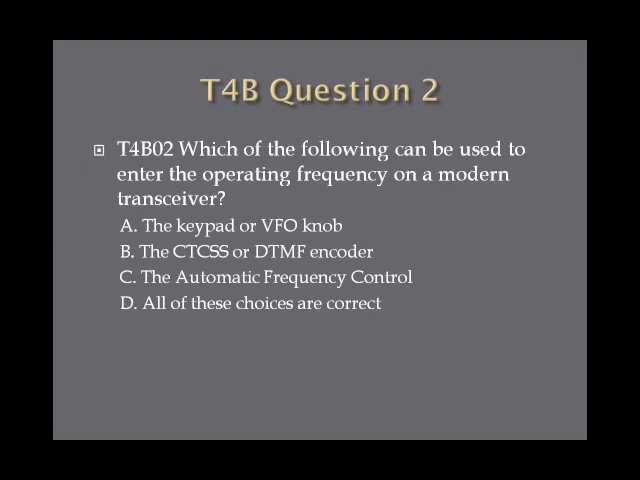 T4B Question 2
T4B02 Which of the following can be used to
enter the operating frequency on a modern
transceiver?
A. The keypad or VFO knob
B. The CTCSS or DTMF encoder
C. The Automatic Frequency Control
D. All of these choices are correct